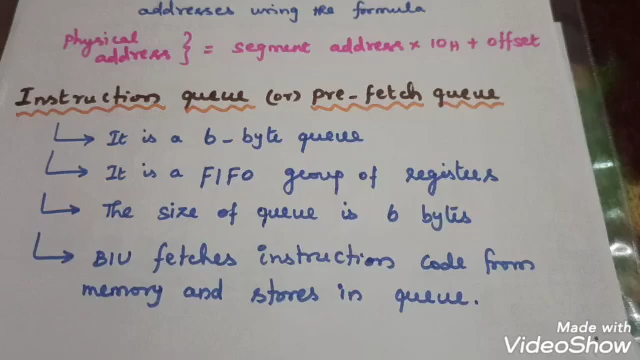 addresses using the formula
physical address } = segment address × 10H + offset
Instruction queue (or) pre-fetch queue
↳ It is a 6-byte queue
↳ It is a FIFO group of registers
↳ The size of queue is 6 bytes
↳ BIU fetches instruction code from
memory and stores in queue.
Made with
VideoShow